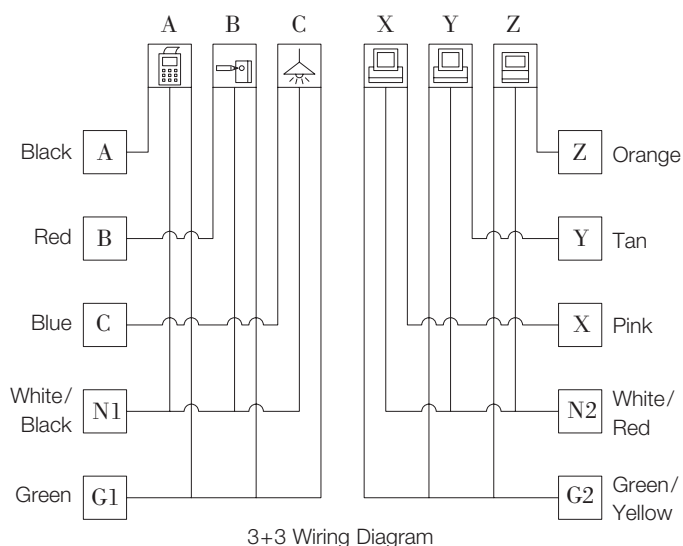 A B C X Y Z
Black A
Z Orange
Red B
Y Tan
Blue C
X Pink
White/
Black
N1
N2
White/
Red
Green G1
G2
Green/
Yellow
3+3 Wiring Diagram